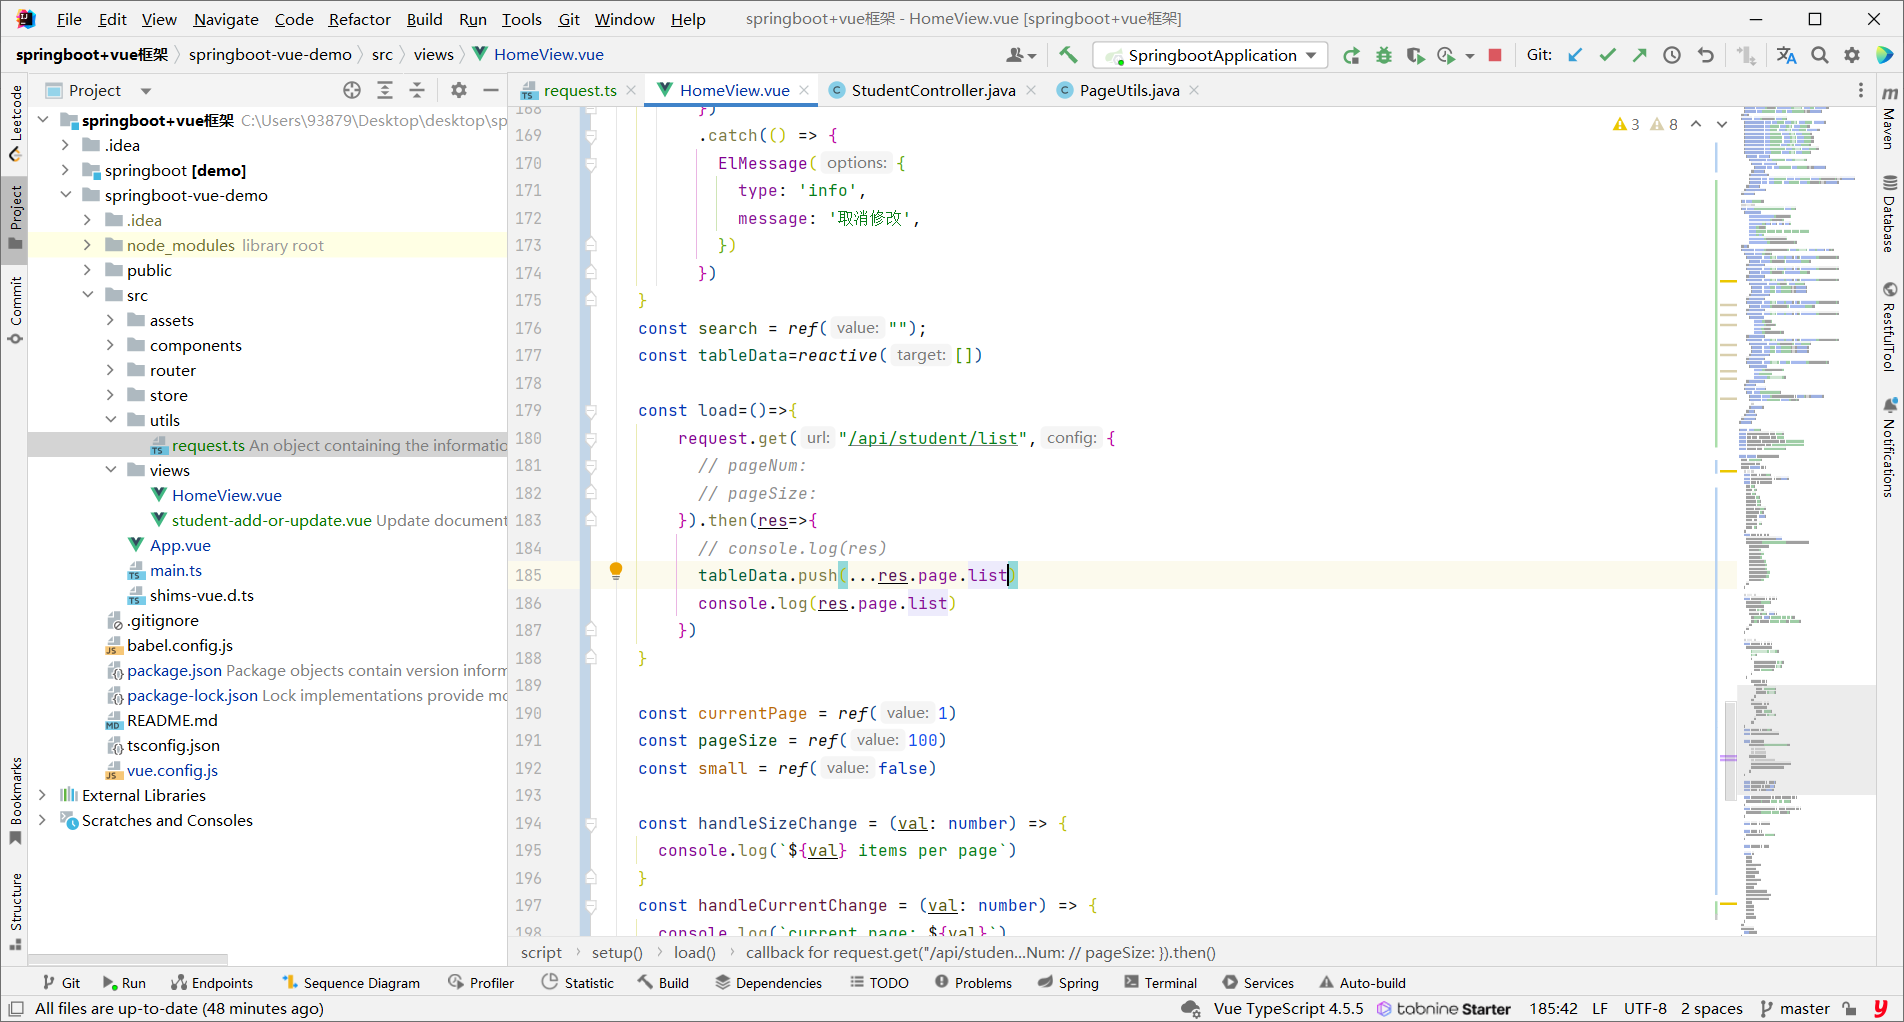 File Edit View Navigate Code Refactor Build Run Tools Git Window Help springboot+vue框架 - HomeView.vue [springboot+vue框架]
springboot+vue框架 springboot-vue-demo src views HomeView.vue SpringbootApplication Git:
Project request.ts HomeView.vue StudentController.java PageUtils.java
Leetcode
Project
Commit
Bookmarks
Structure
springboot+vue框架 C:\Users\93879\Desktop\desktop\sp
.idea
springboot [demo]
springboot-vue-demo
.idea
node_modules library root
public
src
assets
components
router
store
utils
request.ts An object containing the informatio
views
HomeView.vue
student-add-or-update.vue Update document
App.vue
main.ts
shims-vue.d.ts
.gitignore
babel.config.js
package.json Package objects contain version inform
package-lock.json Lock implementations provide mo
README.md
tsconfig.json
vue.config.js
External Libraries
Scratches and Consoles
3 8
168 })
169 .catch(() => {
170 ElMessage( options: {
171 type: 'info',
172 message: '取消修改',
173 })
174 })
175 }
176 const search = ref( value: "");
177 const tableData=reactive( target: [])
178
179 const load=()=>{
180 request.get( url: "/api/student/list", config: {
181 // pageNum:
182 // pageSize:
183 }).then(res=>{
184 // console.log(res)
185 tableData.push(...res.page.list)
186 console.log(res.page.list)
187 })
188 }
189
190 const currentPage = ref( value: 1)
191 const pageSize = ref( value: 100)
192 const small = ref( value: false)
193
194 const handleSizeChange = (val: number) => {
195 console.log(`${val} items per page`)
196 }
197 const handleCurrentChange = (val: number) => {
198 console.log(`current page: ${val}`)
Maven
Database
RestfulTool
Notifications
script setup() load() callback for request.get("/api/studen...Num: // pageSize: }).then()
Git Run Endpoints Sequence Diagram Profiler Statistic Build Dependencies TODO Problems Spring Terminal Services Auto-build
All files are up-to-date (48 minutes ago) Vue TypeScript 4.5.5 tabnine Starter 185:42 LF UTF-8 2 spaces master